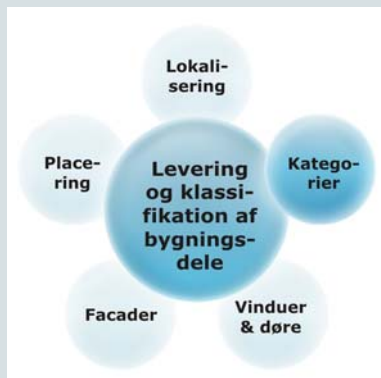 Lokali-
sering
Place-
ring
Levering
og klassi-
fikation af
bygnings-
dele
Katego-
rier
Facader
Vinduer
& døre